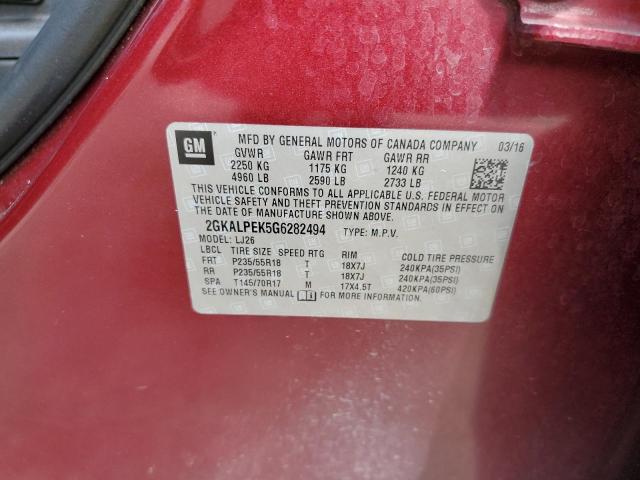 GM
MFD BY GENERAL MOTORS OF CANADA COMPANY 03/16
GVWR GAWR FRT GAWR RR
2250 KG 1175 KG 1240 KG
4960 LB 2590 LB 2733 LB
THIS VEHICLE CONFORMS TO ALL APPLICABLE U.S. FEDERAL MOTOR
VEHICLE SAFETY AND THEFT PREVENTION STANDARDS IN EFFECT ON
THE DATE OF MANUFACTURE SHOWN ABOVE.
2GKALPEK5G6282494 TYPE: M.P.V.
MODEL: LJ26
LBCL TIRE SIZE SPEED RTG RIM COLD TIRE PRESSURE
FRT P235/55R18 T 18X7J 240KPA(35PSI)
RR P235/55R18 T 18X7J 240KPA(35PSI)
SPA T145/70R17 M 17X4.5T 420KPA(60PSI)
SEE OWNER'S MANUAL FOR MORE INFORMATION.